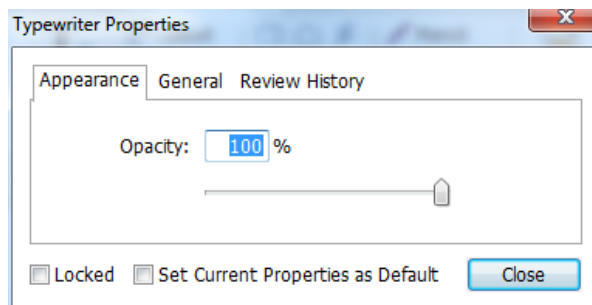 Typewriter Properties
Appearance General Review History
Opacity: 100 %
Locked Set Current Properties as Default Close